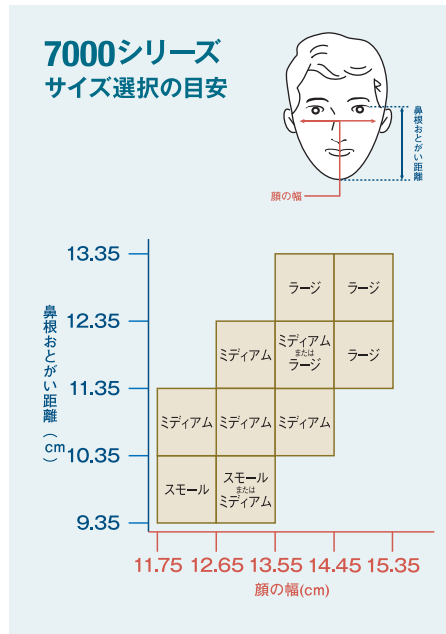 7000シリーズ
サイズ選択の目安
鼻根おとがい距離
顔の幅
鼻根おとがい距離(cm)
13.35
ラージ
ラージ
12.35
ミディアム
ミディアム
または
ラージ
ラージ
11.35
ミディアム
ミディアム
ミディアム
10.35
スモール
スモール
または
ミディアム
9.35
11.75
12.65
13.55
14.45
15.35
顔の幅(cm)